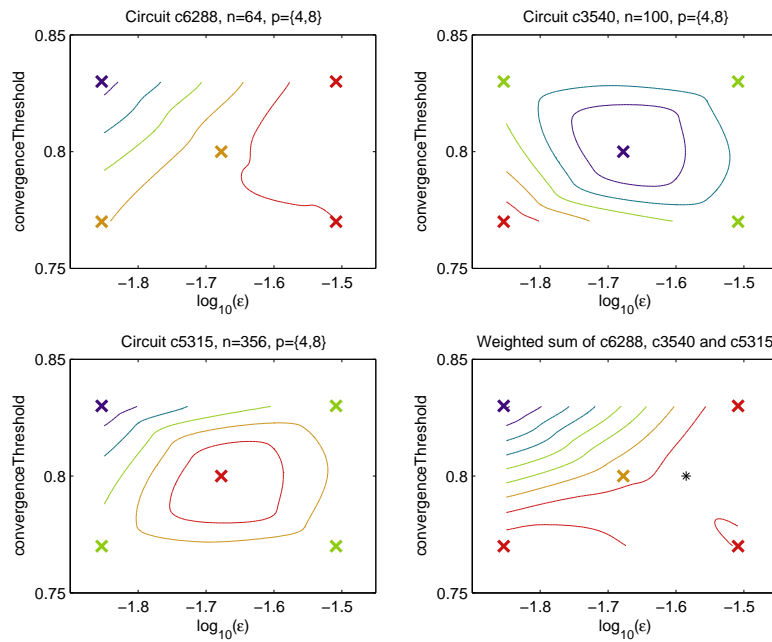 Circuit c6288, n=64, p={4,8}
0.85
0.8
0.75
convergenceThreshold
−1.8 −1.7 −1.6 −1.5
log10(ε)
Circuit c3540, n=100, p={4,8}
0.85
0.8
0.75
convergenceThreshold
−1.8 −1.7 −1.6 −1.5
log10(ε)
Circuit c5315, n=356, p={4,8}
0.85
0.8
0.75
convergenceThreshold
−1.8 −1.7 −1.6 −1.5
log10(ε)
Weighted sum of c6288, c3540 and c5315
0.85
0.8
0.75
convergenceThreshold
−1.8 −1.7 −1.6 −1.5
log10(ε)